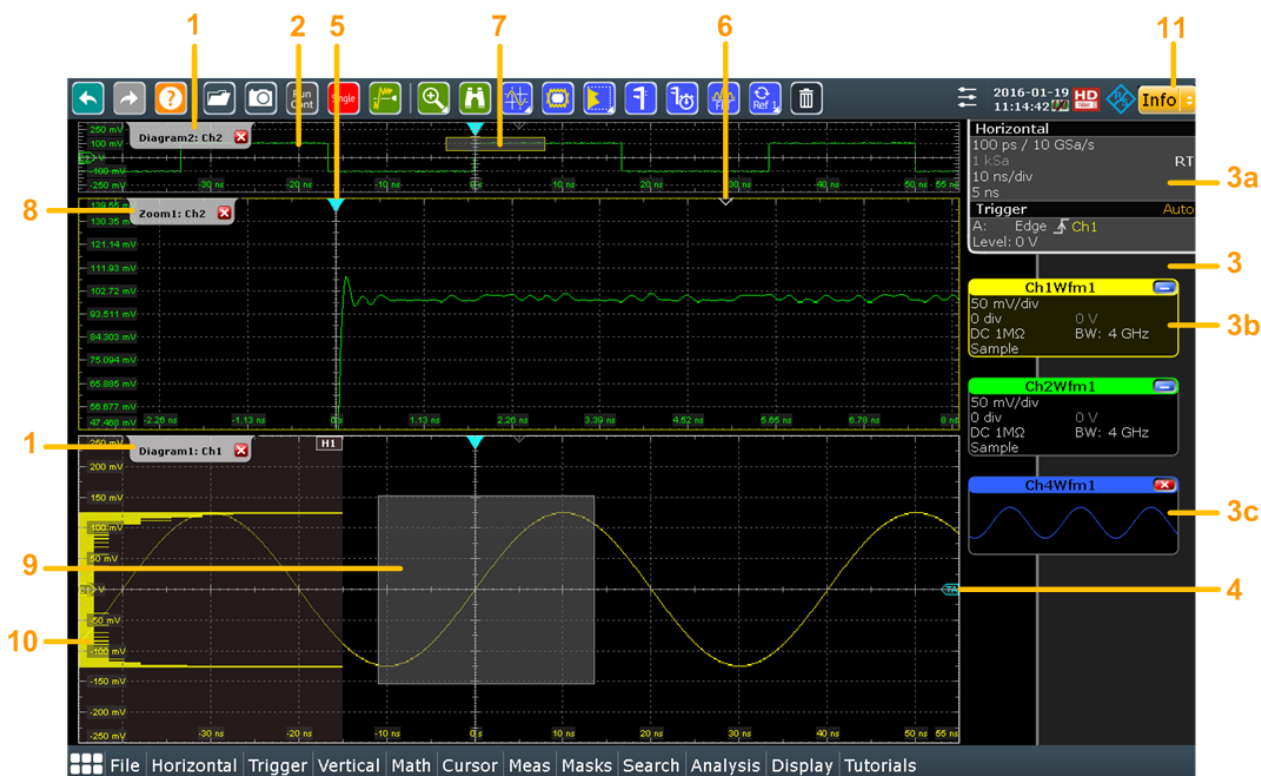 1 2 5 7 6 11
Run Cont
Single
FFT
Ref 1
2016-01-19
11:14:42
HD
Info
250 mV
Diagram2: Ch2
100 mV
-100 mV
-250 mV
-30 ns -20 ns -10 ns 0 s 10 ns 20 ns 30 ns 40 ns 50 ns 55 ns
Horizontal
100 ps / 10 GSa/s
1 kSa RT
10 ns/div
5 ns
3a
Trigger Auto
A: Edge Ch1
Level: 0 V
3
8
Zoom1: Ch2
130.35 mV
121.14 mV
111.93 mV
102.72 mV
93.511 mV
84.303 mV
75.094 mV
65.885 mV
56.677 mV
47.468 mV
-2.26 ns -1.13 ns 0 s 1.13 ns 2.26 ns 3.39 ns 4.52 ns 5.65 ns 6.78 ns 8 ns
Ch1Wfm1
50 mV/div
0 div 0 V
DC 1MΩ BW: 4 GHz
Sample
3b
Ch2Wfm1
50 mV/div
0 div 0 V
DC 1MΩ BW: 4 GHz
Sample
1
250 mV
Diagram1: Ch1
H1
200 mV
150 mV
100 mV
50 mV
-50 mV
-100 mV
-150 mV
-200 mV
-250 mV
-30 ns -20 ns -10 ns 0 s 10 ns 20 ns 30 ns 40 ns 50 ns 55 ns
9
10
TA
4
Ch4Wfm1
3c
File Horizontal Trigger Vertical Math Cursor Meas Masks Search Analysis Display Tutorials